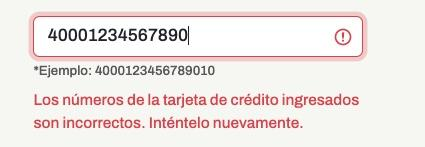 40001234567890
*Ejemplo: 4000123456789010
Los números de la tarjeta de crédito ingresados
son incorrectos. Inténtelo nuevamente.